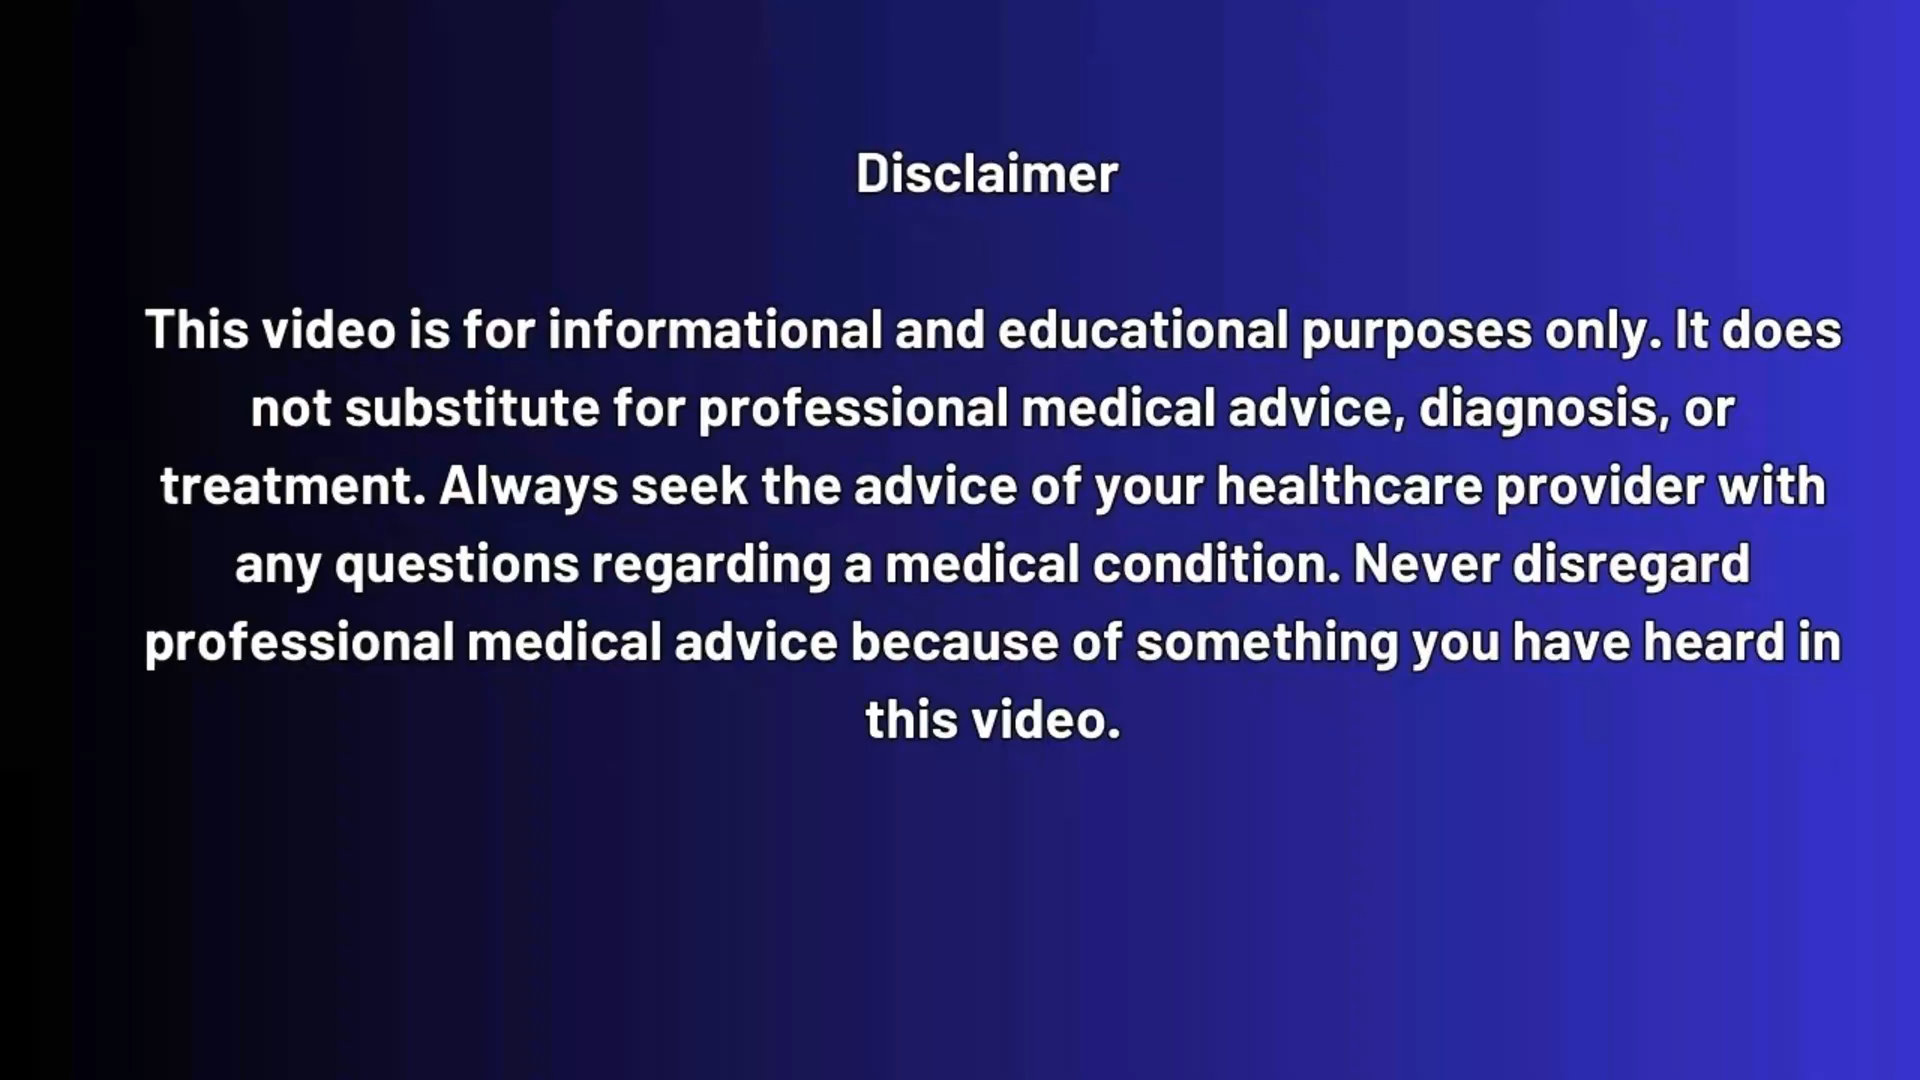 Disclaimer
This video is for informational and educational purposes only. It does
not substitute for professional medical advice, diagnosis, or
treatment. Always seek the advice of your healthcare provider with
any questions regarding a medical condition. Never disregard
professional medical advice because of something you have heard in
this video.